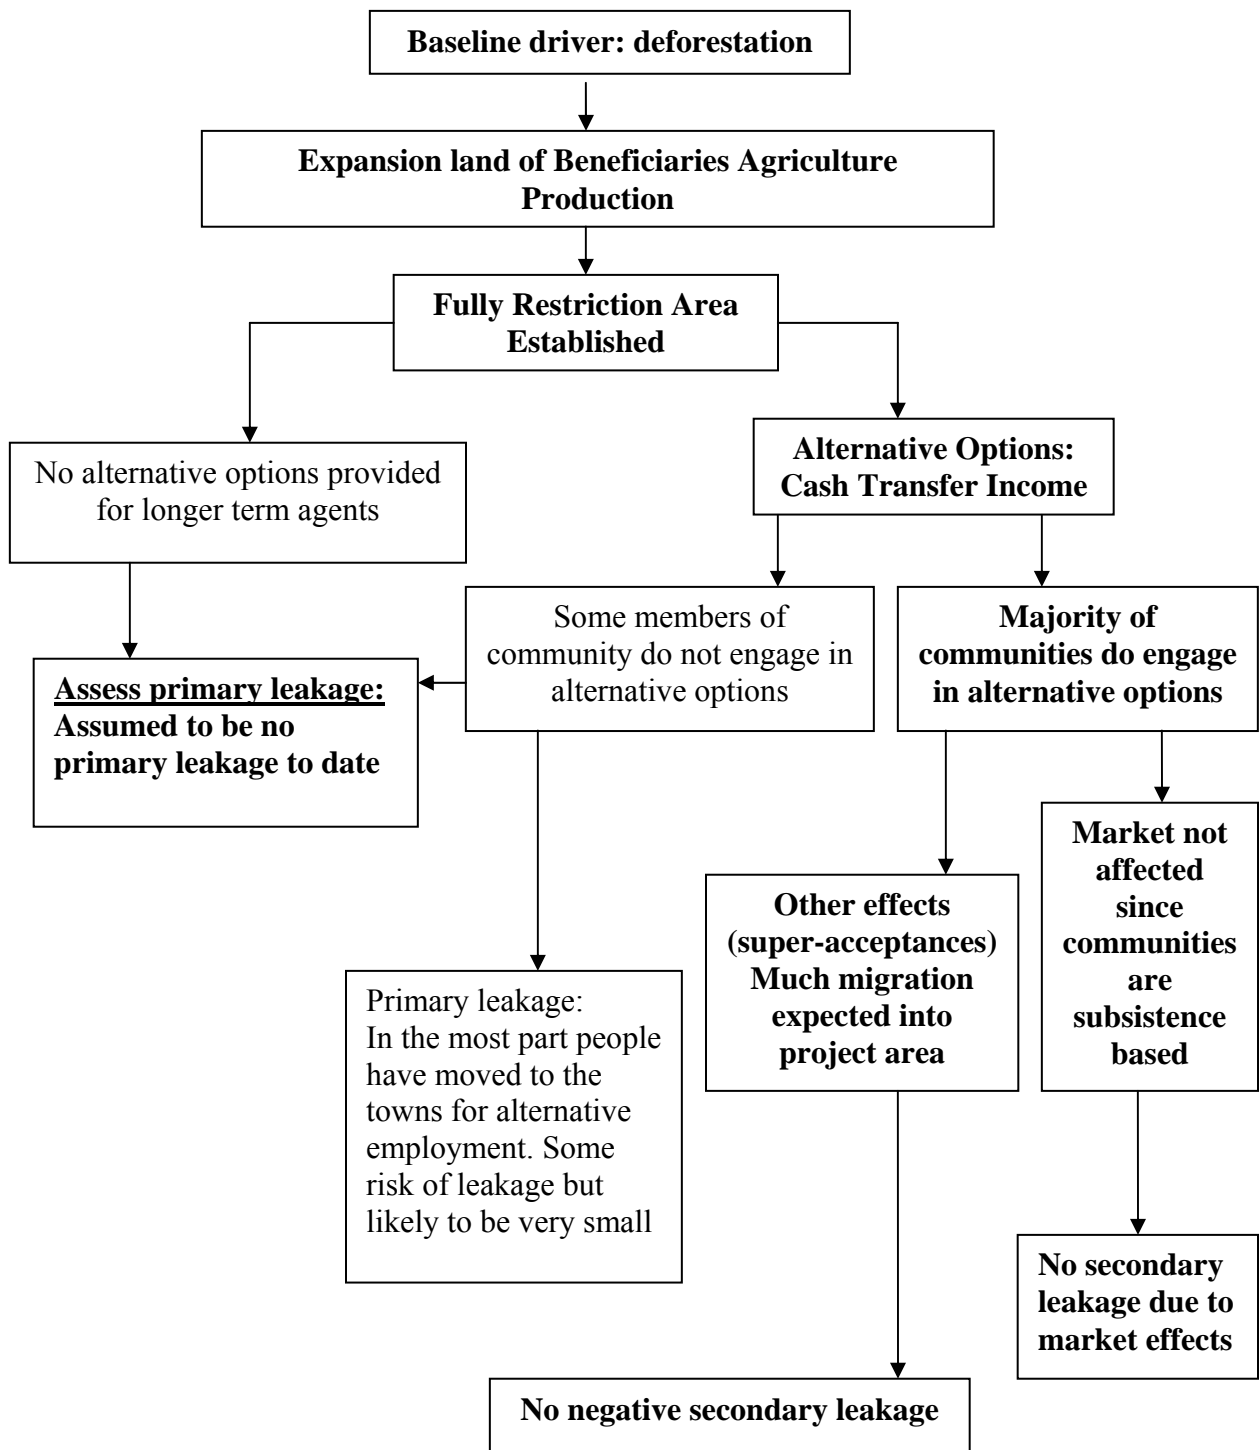 Baseline driver: deforestation
Expansion land of Beneficiaries Agriculture
Production
Fully Restriction Area
Established
No alternative options provided
for longer term agents
Alternative Options:
Cash Transfer Income
Some members of
community do not engage in
alternative options
Majority of
communities do engage
in alternative options
Assess primary leakage:
Assumed to be no
primary leakage to date
Market not
affected
since
communities
are
subsistence
based
Other effects
(super-acceptances)
Much migration
expected into
project area
Primary leakage:
In the most part people
have moved to the
towns for alternative
employment. Some
risk of leakage but
likely to be very small
No secondary
leakage due to
market effects
No negative secondary leakage